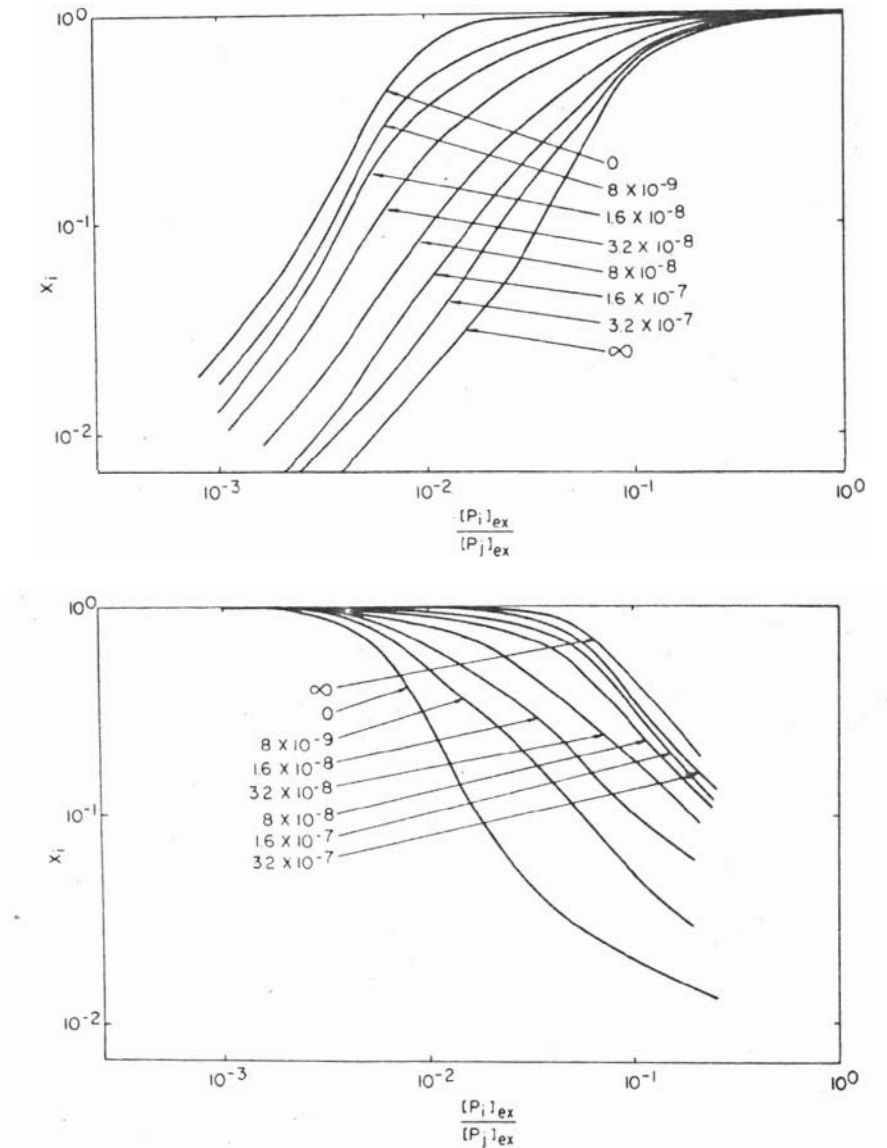 10⁰
0
8 X 10⁻⁹
1.6 X 10⁻⁸
10⁻¹
3.2 X 10⁻⁸
8 X 10⁻⁸
Xᵢ
1.6 X 10⁻⁷
3.2 X 10⁻⁷
∞
10⁻²
10⁻³ 10⁻² 10⁻¹ 10⁰
[Pᵢ]ₑₓ
[Pⱼ]ₑₓ
10⁰
∞
0
8 X 10⁻⁹
1.6 X 10⁻⁸
3.2 X 10⁻⁸
10⁻¹
8 X 10⁻⁸
1.6 X 10⁻⁷
Xᵢ
3.2 X 10⁻⁷
10⁻²
10⁻³ 10⁻² 10⁻¹ 10⁰
[Pᵢ]ₑₓ
[Pⱼ]ₑₓ